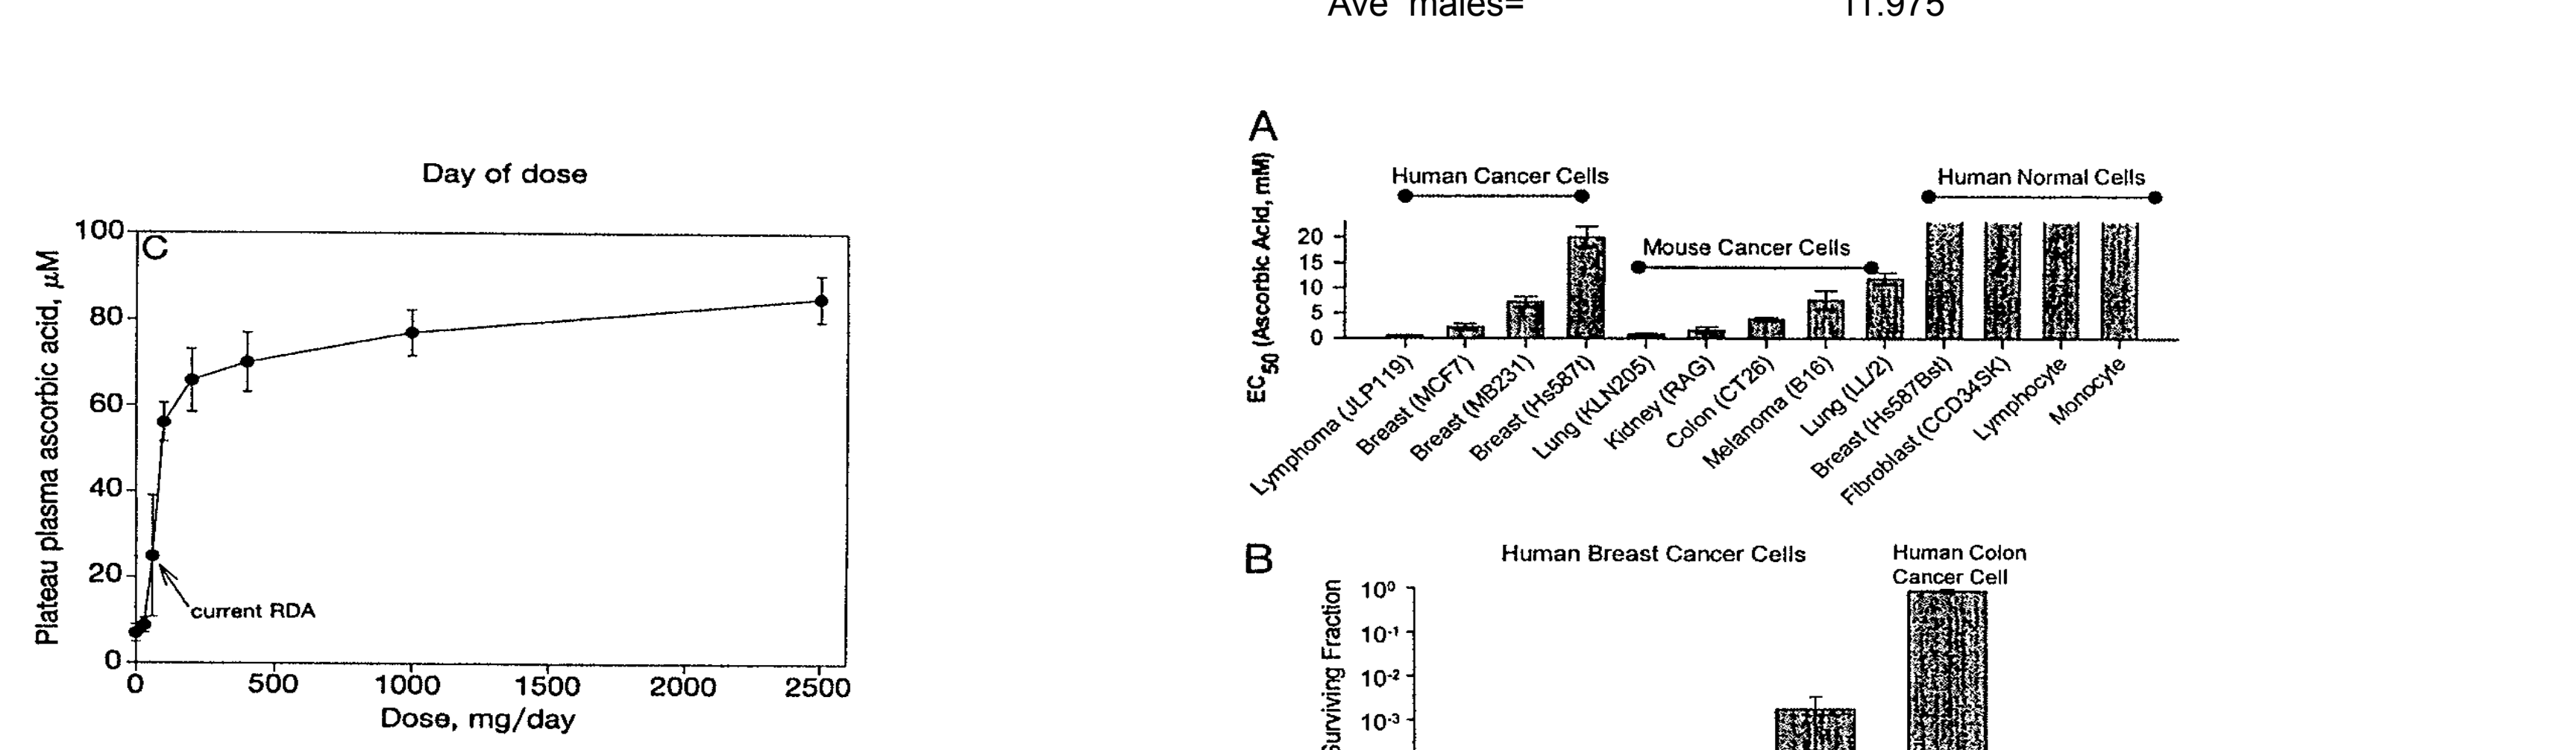 Ave males= 11.975
Day of dose
C
Plateau plasma ascorbic acid, μM
100
80
60
40
20
0
current RDA
0 500 1000 1500 2000 2500
Dose, mg/day
A
EC50 (Ascorbic Acid, mM)
Human Cancer Cells
Human Normal Cells
Mouse Cancer Cells
20
15
10
5
0
Lymphoma (JLP119)
Breast (MCF7)
Breast (MB231)
Breast (Hs587t)
Lung (KLN205)
Kidney (RAG)
Colon (CT26)
Melanoma (B16)
Lung (LL/2)
Breast (Hs587Bst)
Fibroblast (CCD34SK)
Lymphocyte
Monocyte
B
Human Breast Cancer Cells
Human Colon
Cancer Cell
Surviving Fraction
10⁰
10⁻¹
10⁻²
10⁻³